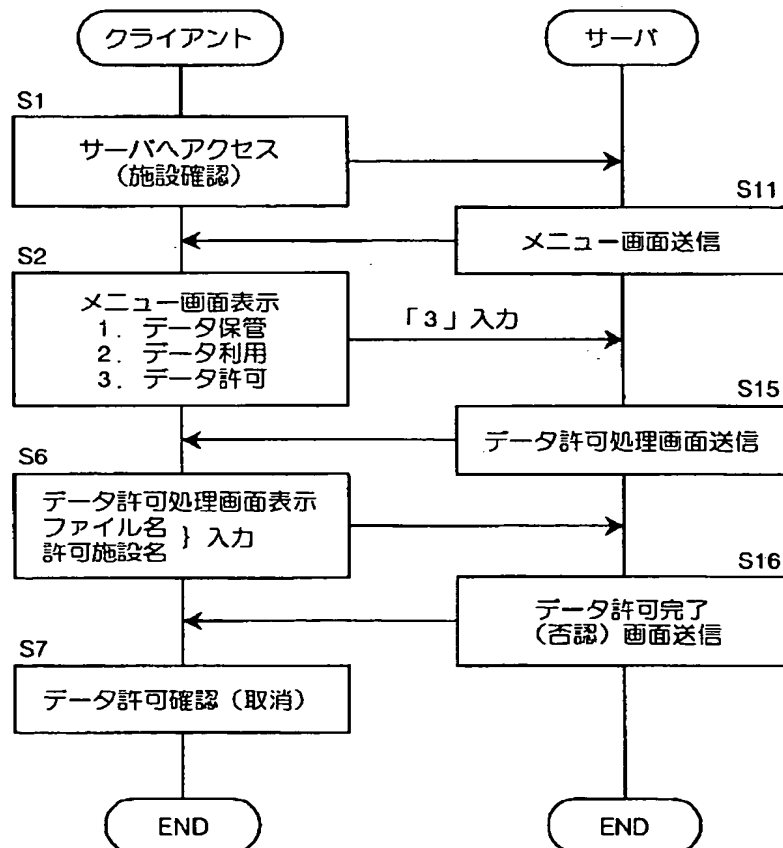 クライアント
サーバ
S1
サーバへアクセス
(施設確認)
S11
メニュー画面送信
S2
メニュー画面表示
1. データ保管
2. データ利用
3. データ許可
「3」入力
S15
データ許可処理画面送信
S6
データ許可処理画面表示
ファイル名
許可施設名 } 入力
S16
データ許可完了
(否認) 画面送信
S7
データ許可確認 (取消)
END
END